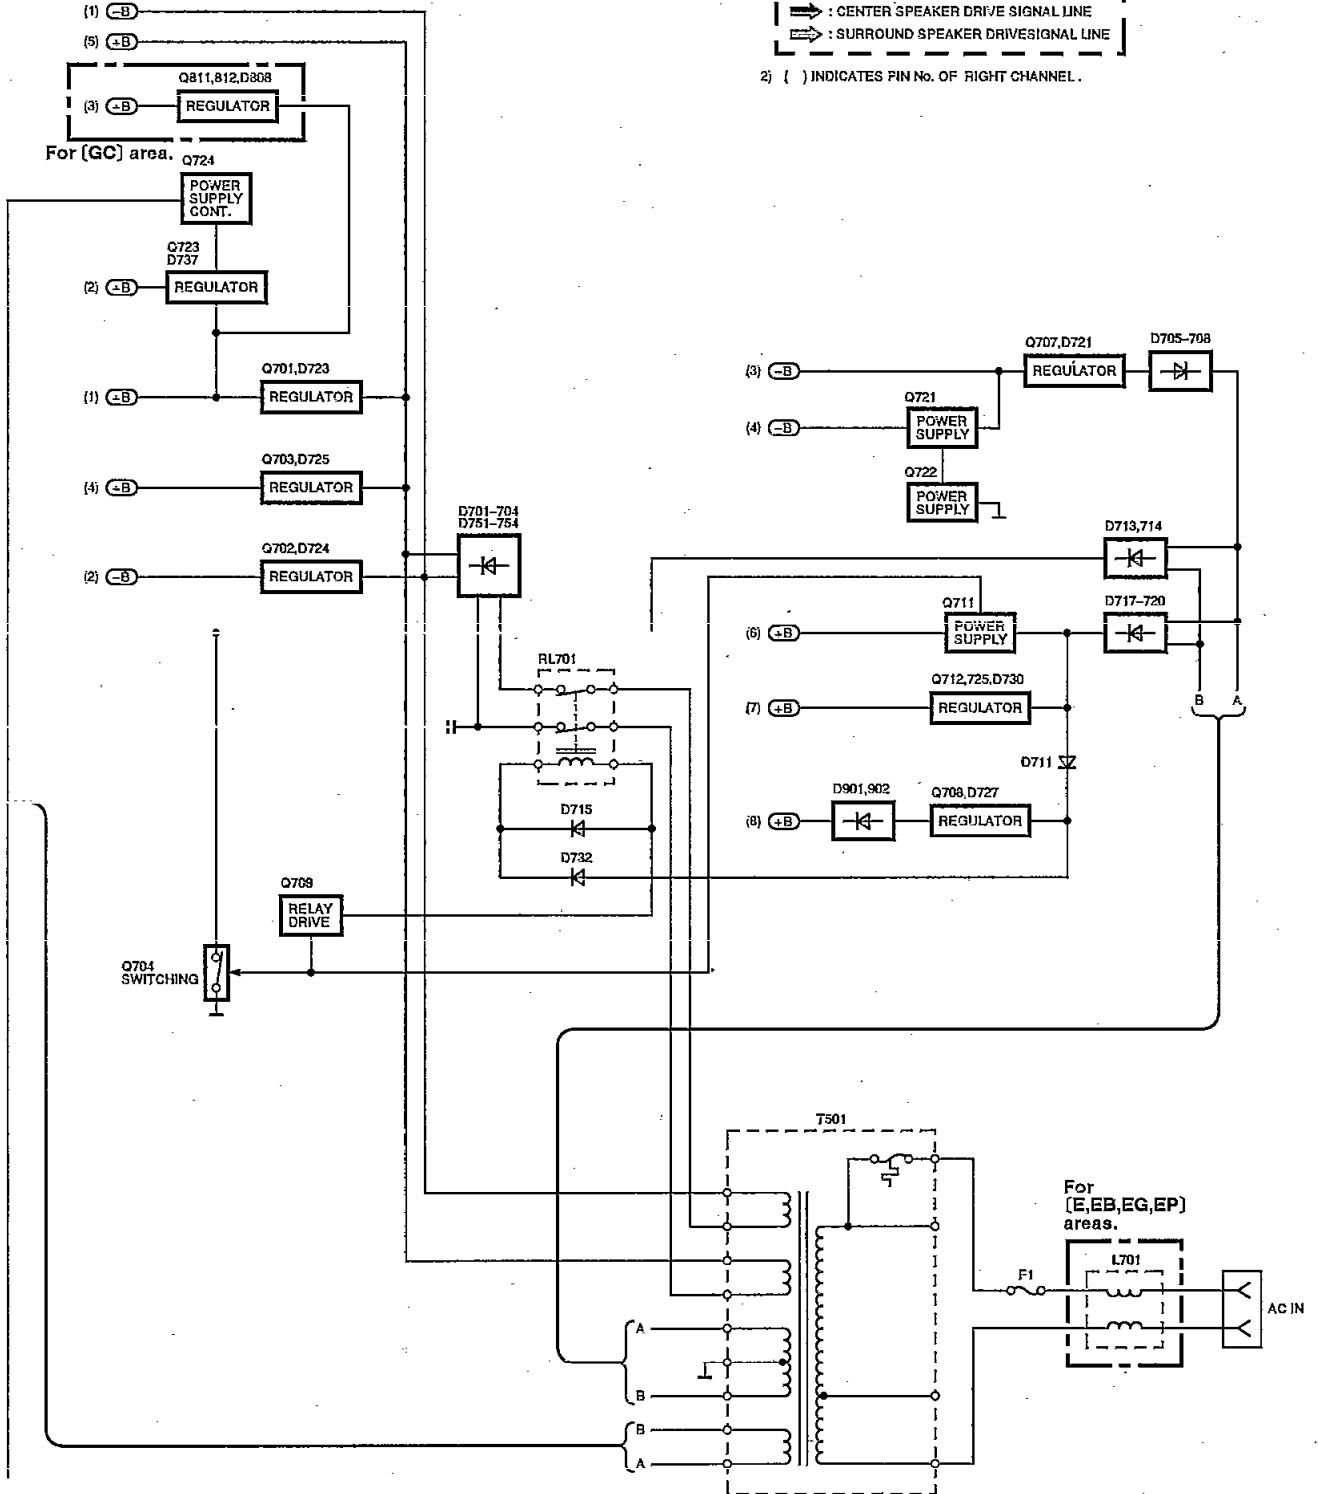 : CENTER SPEAKER DRIVE SIGNAL LINE
: SURROUND SPEAKER DRIVESIGNAL LINE
2) ( ) INDICATES PIN No. OF RIGHT CHANNEL.
(1) -B
(5) +B
Q811,812,D808
(3) +B REGULATOR
For [GC] area.
Q724
POWER
SUPPLY
CONT.
Q723
D737
(2) +B REGULATOR
Q701,D723
(1) +B REGULATOR
Q703,D725
(4) +B REGULATOR
Q702,D724
(2) -B REGULATOR
D701-704
D751-754
Q707,D721
D705-708
(3) -B REGULATOR
Q721
(4) -B POWER
SUPPLY
Q722
POWER
SUPPLY
D713,714
Q711
D717-720
(6) +B POWER
SUPPLY
RL701
Q712,725,D730
(7) +B REGULATOR
B A
D711
D901,902
Q708,D727
(8) +B REGULATOR
D715
D732
Q709
RELAY
DRIVE
Q704
SWITCHING
T501
For
[E,EB,EG,EP]
areas.
L701
F1
AC IN
A
B
B
A